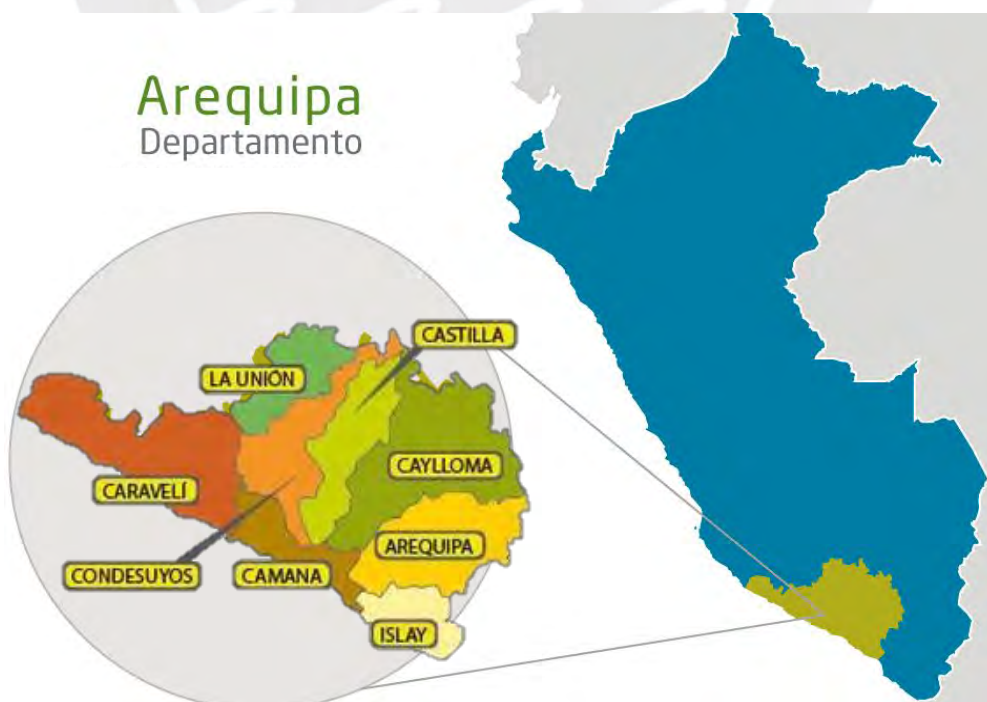 Arequipa
Departamento
CASTILLA
LA UNIÓN
CAYLLOMA
CARAVELÍ
AREQUIPA
CONDESUYOS
CAMANA
ISLAY